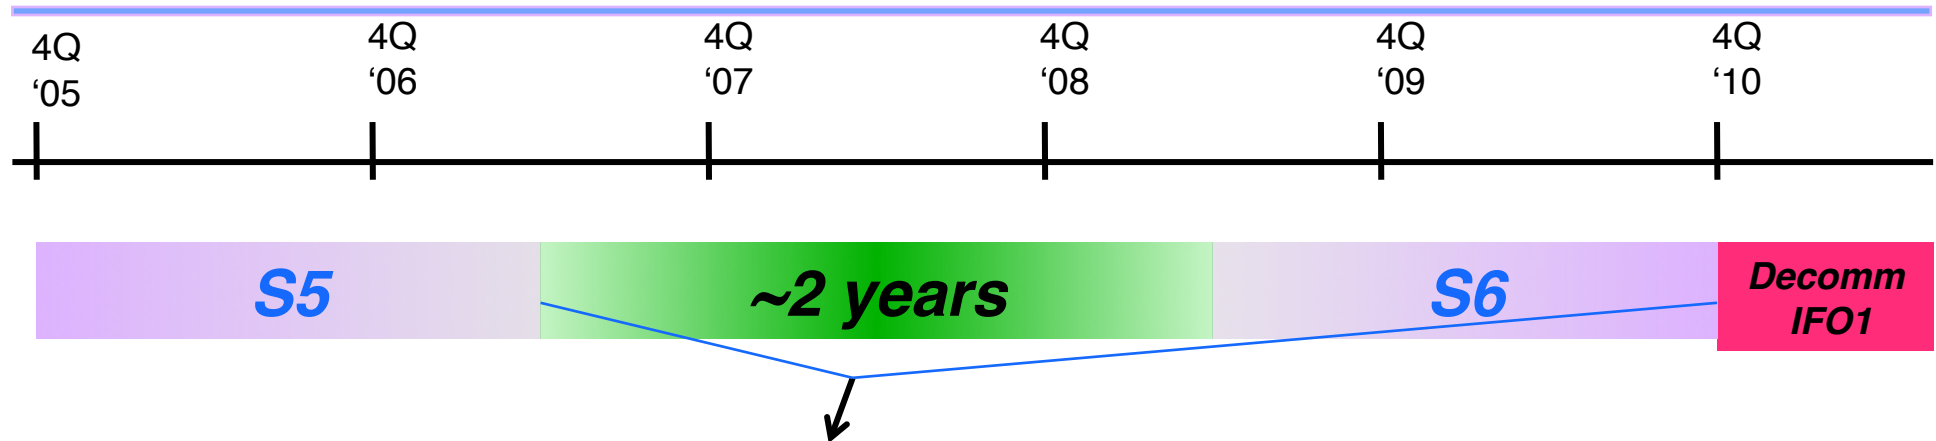 4Q
‘05
4Q
‘06
4Q
‘07
4Q
‘08
4Q
‘09
4Q
‘10
S5
~2 years
S6
Decomm
IFO1